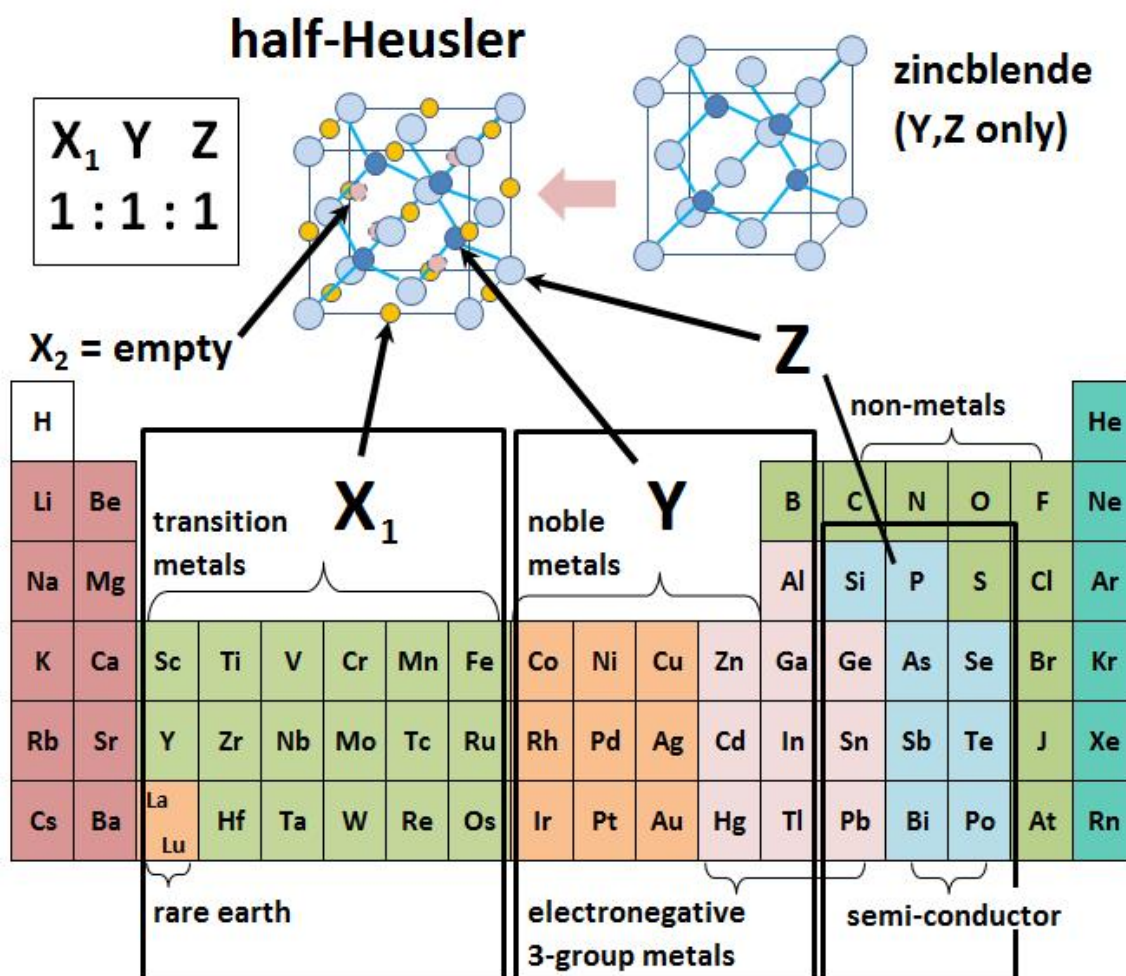 half-Heusler
zincblende
(Y,Z only)
X₁ Y Z
1 : 1 : 1
X₂ = empty
Z
non-metals
H He
Li Be B C N O F Ne
transition
metals
X₁
noble
metals
Y
Na Mg Al Si P S Cl Ar
K Ca Sc Ti V Cr Mn Fe Co Ni Cu Zn Ga Ge As Se Br Kr
Rb Sr Y Zr Nb Mo Tc Ru Rh Pd Ag Cd In Sn Sb Te J Xe
Cs Ba La Lu Hf Ta W Re Os Ir Pt Au Hg Tl Pb Bi Po At Rn
rare earth
electronegative
3-group metals
semi-conductor